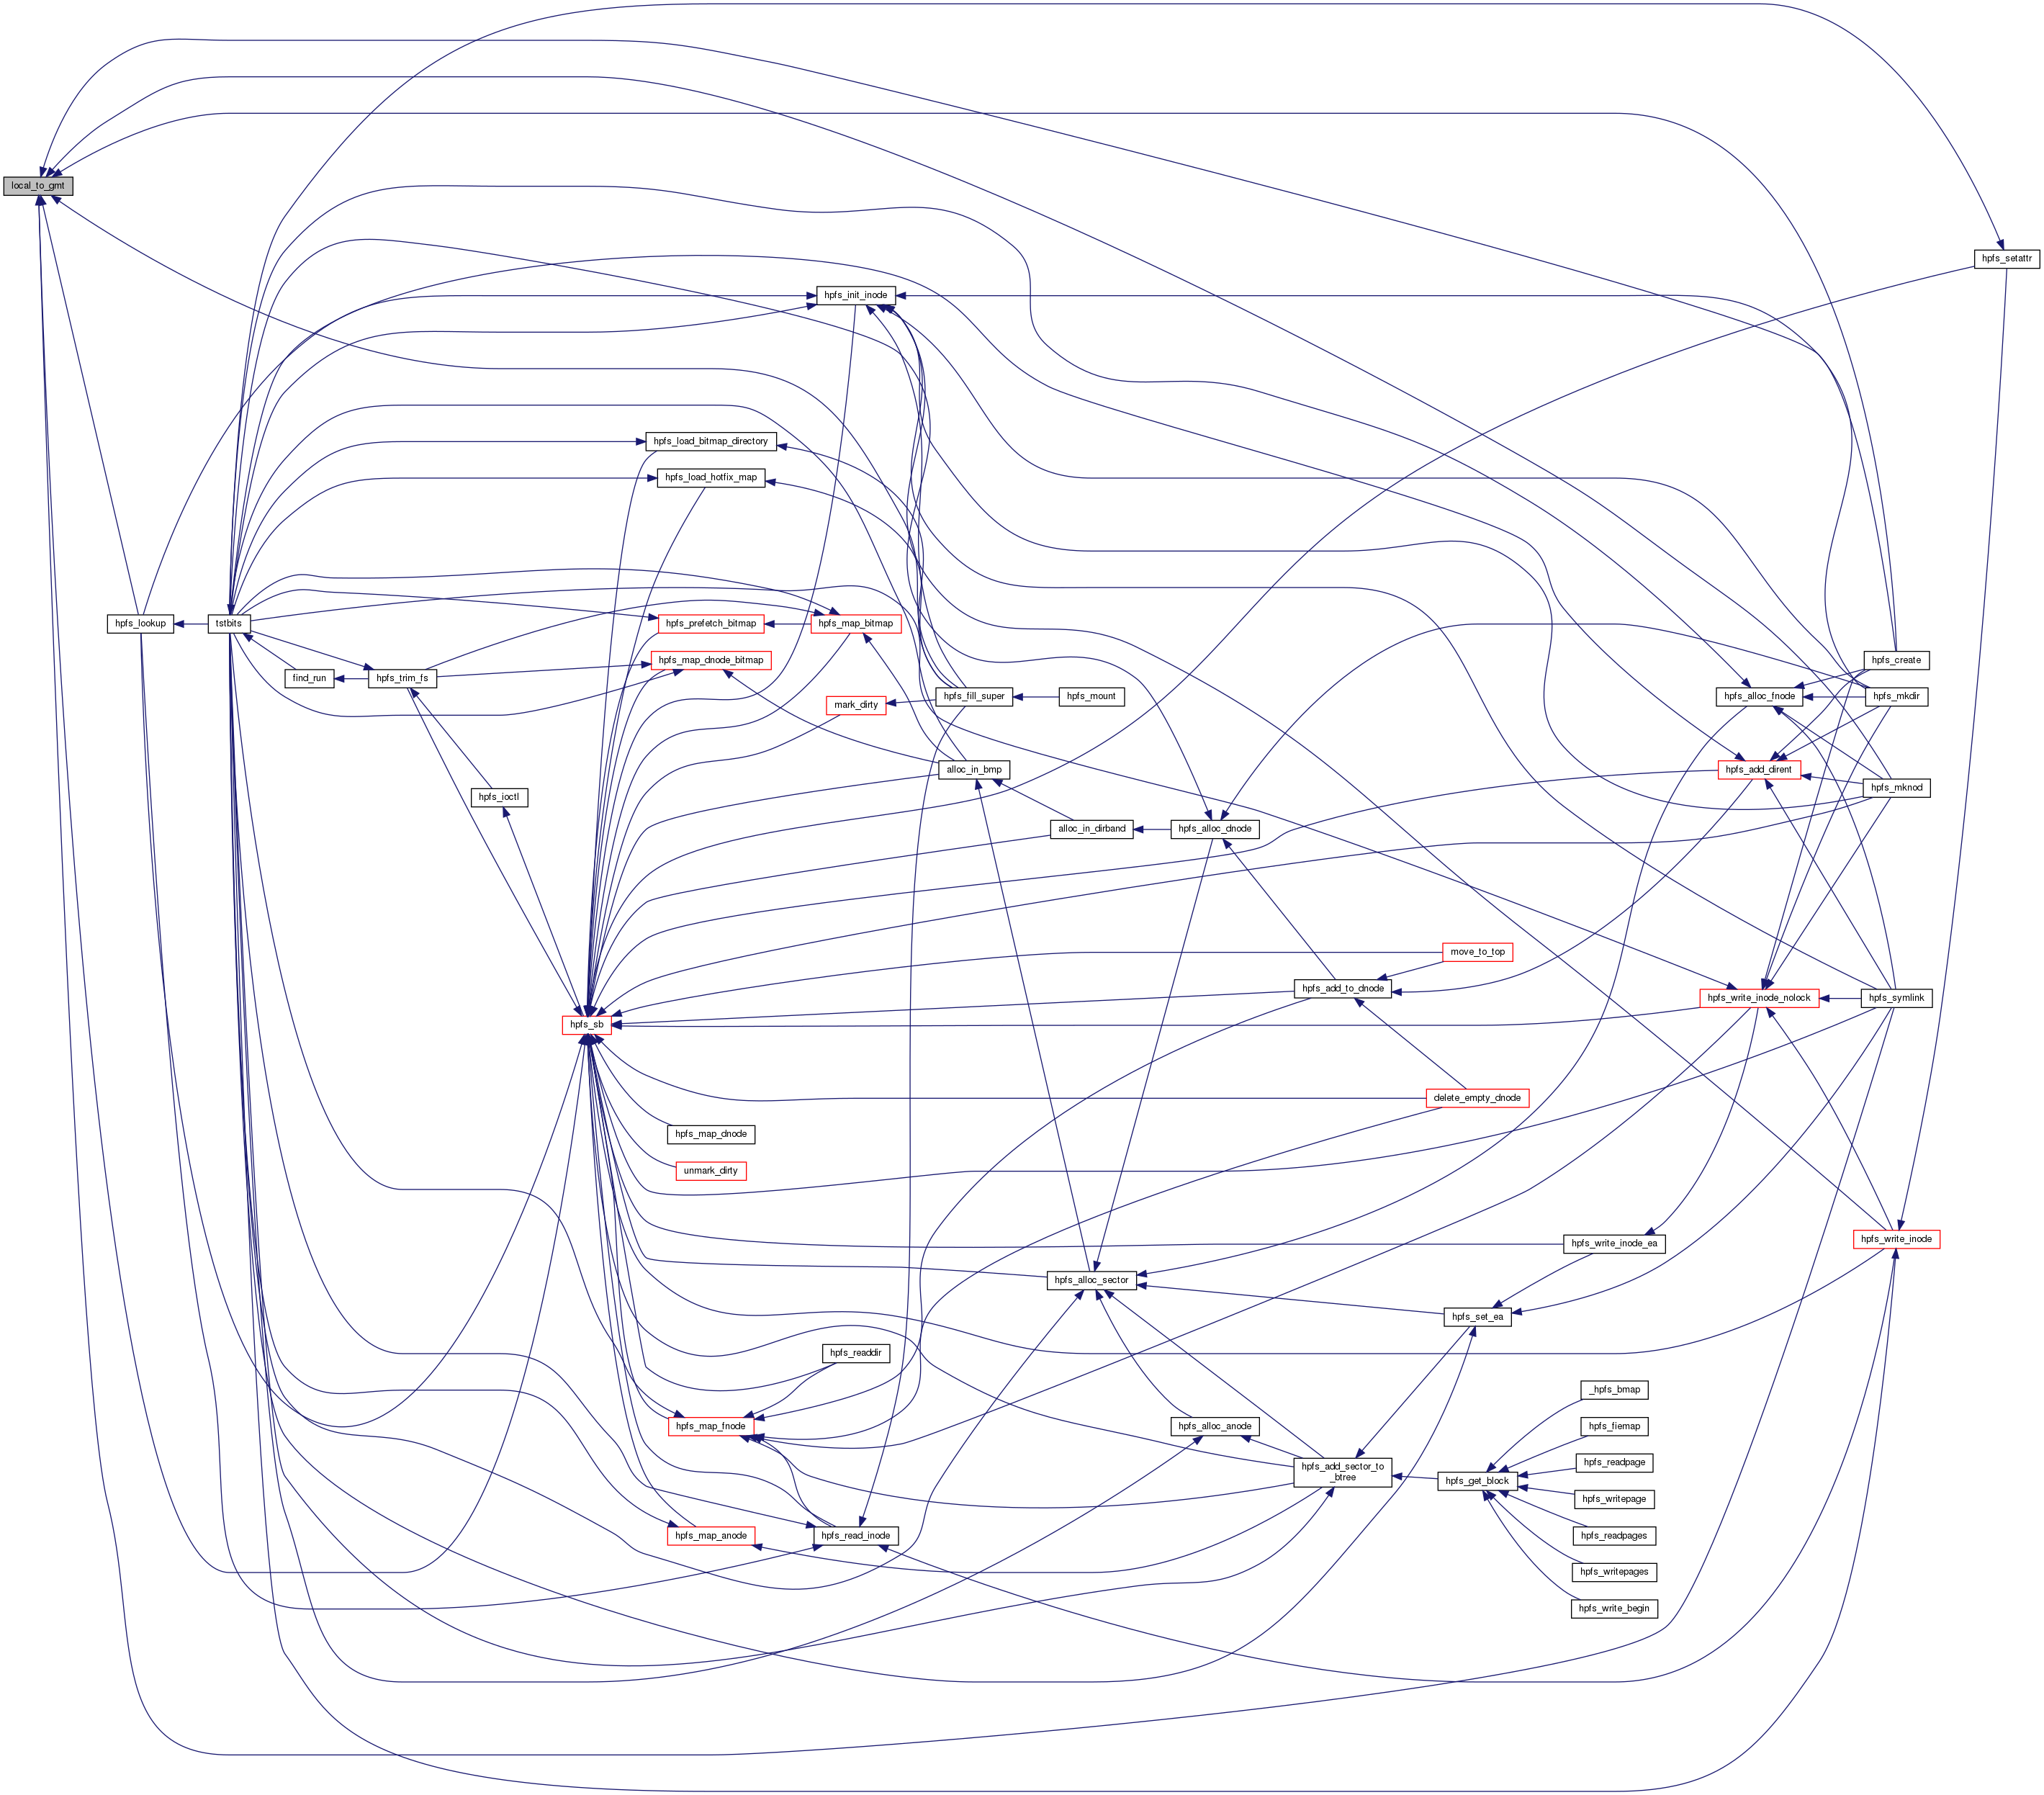 local_to_gmt
hpfs_setattr
hpfs_init_inode
hpfs_load_bitmap_directory
hpfs_load_hotfix_map
hpfs_lookup
tstbits
hpfs_prefetch_bitmap
hpfs_map_bitmap
find_run
hpfs_trim_fs
hpfs_map_dnode_bitmap
mark_dirty
hpfs_fill_super
hpfs_mount
hpfs_alloc_fnode
hpfs_create
hpfs_mkdir
hpfs_ioctl
alloc_in_bmp
hpfs_add_dirent
hpfs_mknod
alloc_in_dirband
hpfs_alloc_dnode
move_to_top
hpfs_sb
hpfs_add_to_dnode
hpfs_write_inode_nolock
hpfs_symlink
delete_empty_dnode
hpfs_map_dnode
unmark_dirty
hpfs_write_inode_ea
hpfs_write_inode
hpfs_alloc_sector
hpfs_set_ea
hpfs_readdir
_hpfs_bmap
hpfs_map_fnode
hpfs_alloc_anode
hpfs_fiemap
hpfs_add_sector_to
_btree
hpfs_get_block
hpfs_readpage
hpfs_writepage
hpfs_map_anode
hpfs_read_inode
hpfs_readpages
hpfs_writepages
hpfs_write_begin